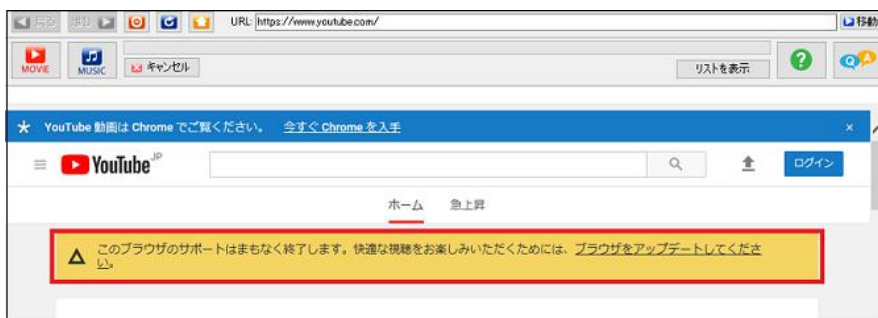 戻る 進む URL: https://www.youtube.com/ 移動
MOVIE MUSIC キャンセル リストを表示 ? Q A
YouTube 動画は Chrome でご覧ください。 今すぐ Chrome を入手 ×
YouTube JP ログイン
ホーム 急上昇
このブラウザのサポートはまもなく終了します。快適な視聴をお楽しみいただくためには、ブラウザをアップデートしてくださ
い。